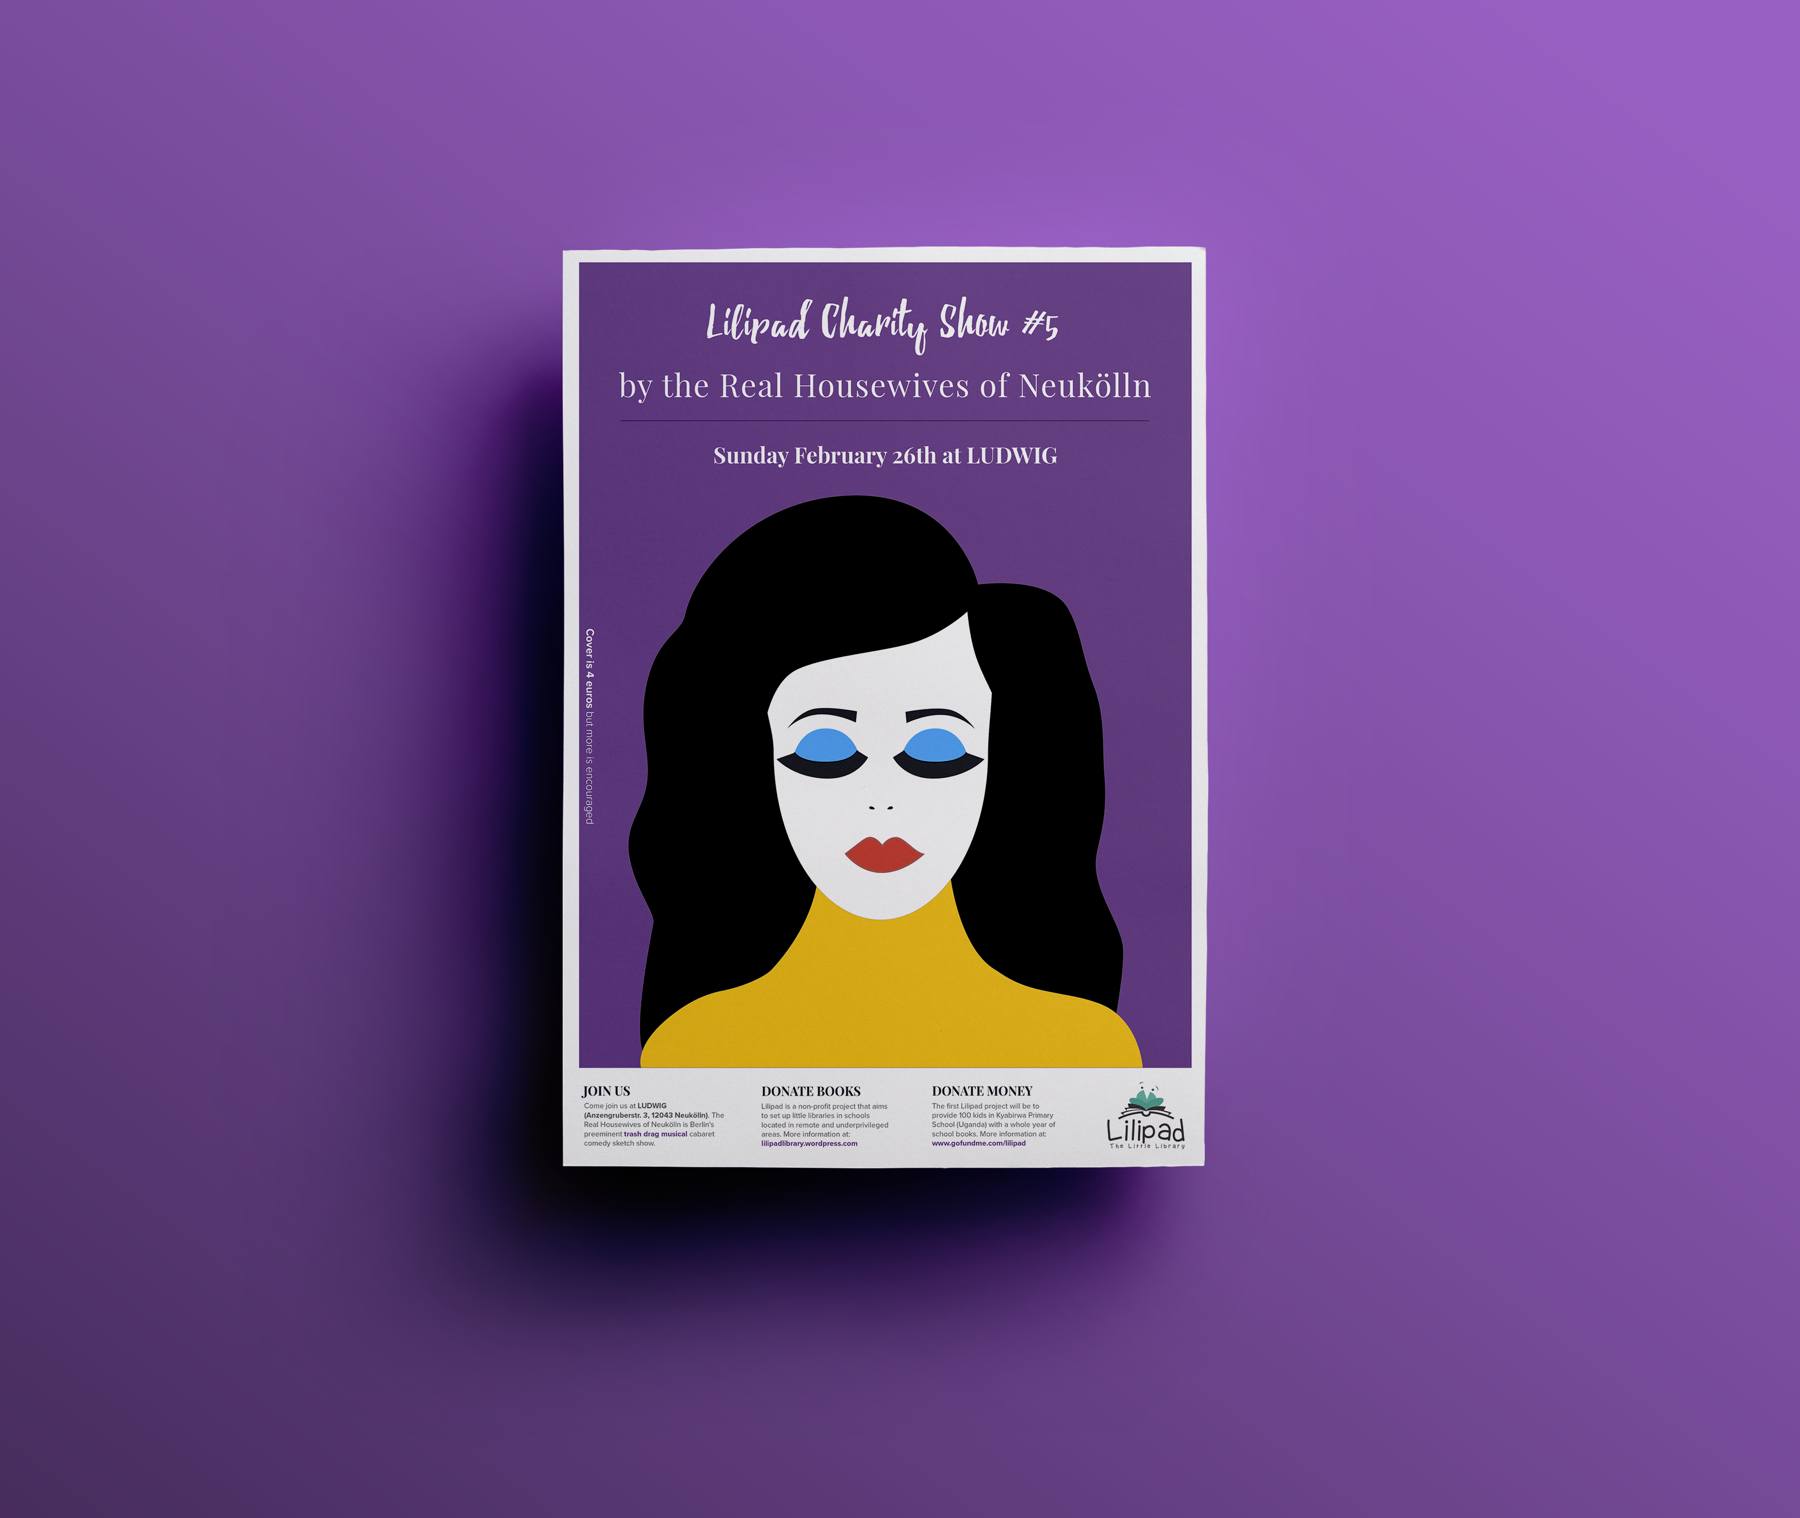 Lilipad Charity Show #5
by the Real Housewives of Neukölln
Sunday February 26th at LUDWIG
Cover is 4 euros but more is encouraged
JOIN US
Come join us at LUDWIG
(Anzengruberstr. 3, 12043 Neukölln). The
Real Housewives of Neukölln is Berlin's
preeminent trash drag musical cabaret
comedy sketch show.
DONATE BOOKS
Lilipad is a non-profit project that aims
to set up little libraries in schools
located in remote and underprivileged
areas. More information at:
lilipadlibrary.wordpress.com
DONATE MONEY
The first Lilipad project will be to
provide 100 kids in Kyabirwa Primary
School (Uganda) with a whole year of
school books. More information at:
www.gofundme.com/lilipad
Lilipad
The Little Library